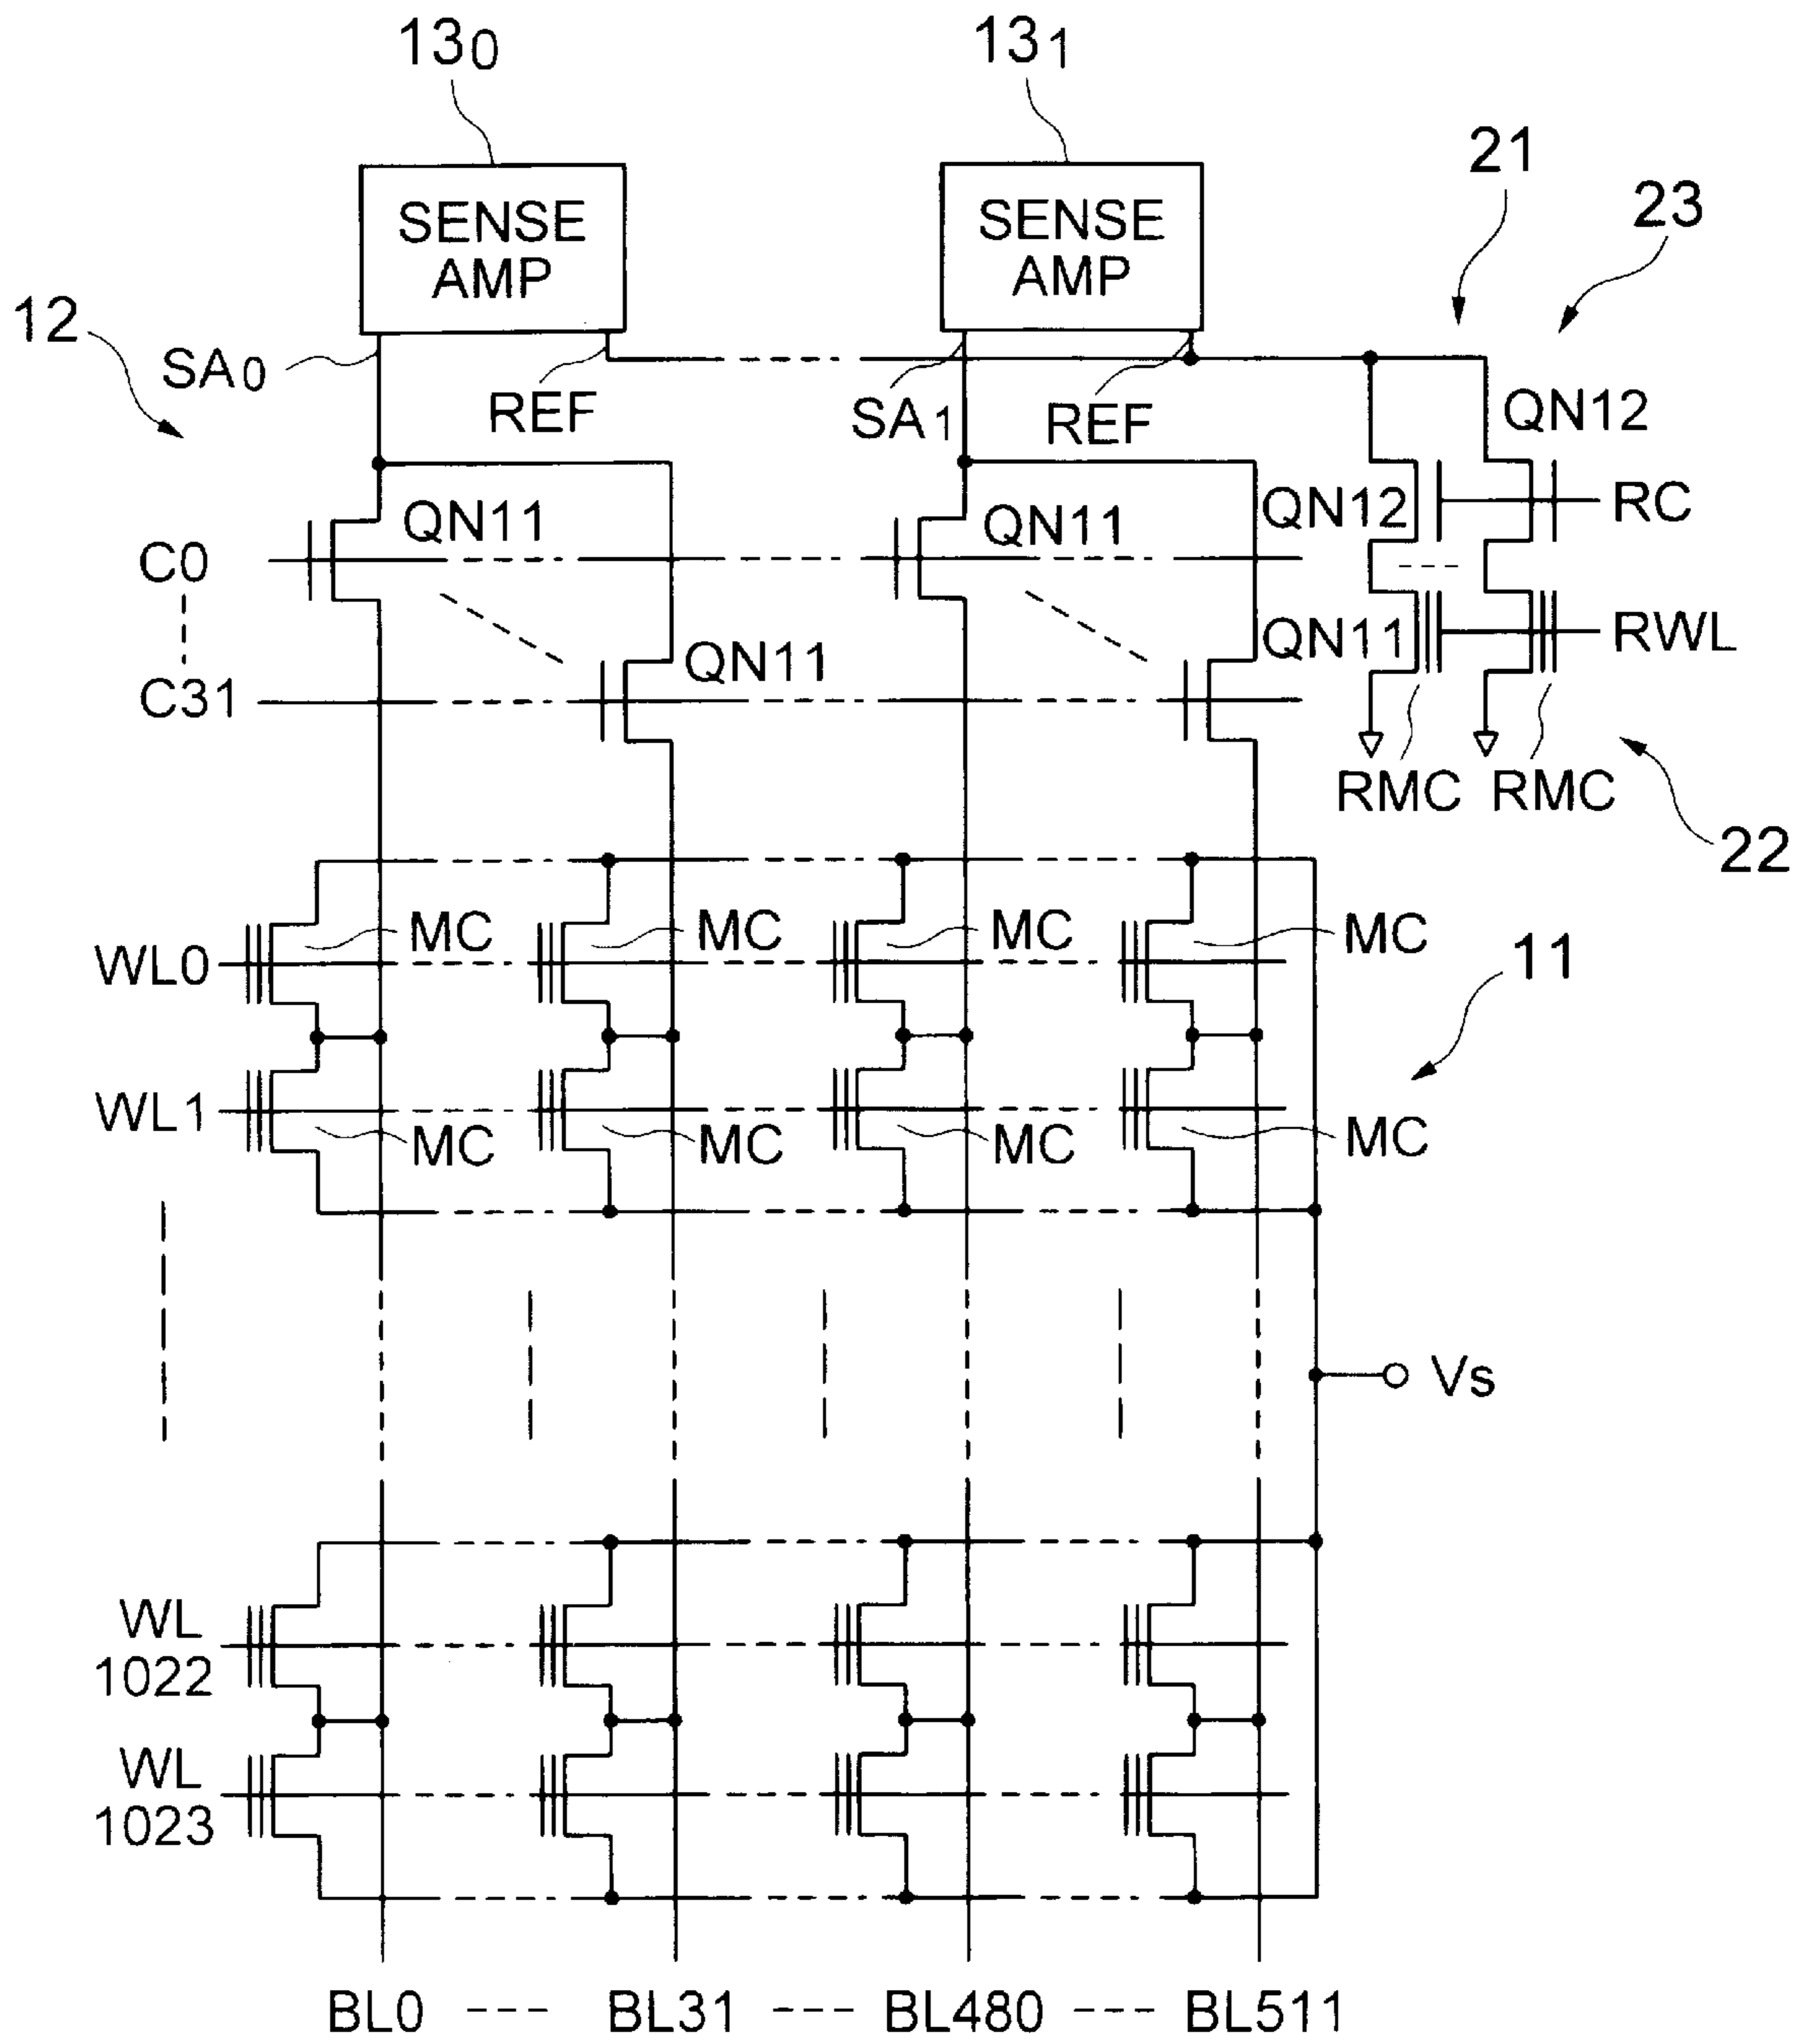 13₀
13₁
21
23
SENSE
AMP
SENSE
AMP
12
SA₀
REF
SA₁
REF
QN12
QN11
QN11
QN12
RC
C0
QN11
QN11
RWL
C31
RMC
RMC
22
MC
MC
MC
MC
WL0
11
WL1
MC
MC
MC
MC
Vs
WL
1022
WL
1023
BL0 --- BL31 --- BL480 --- BL511